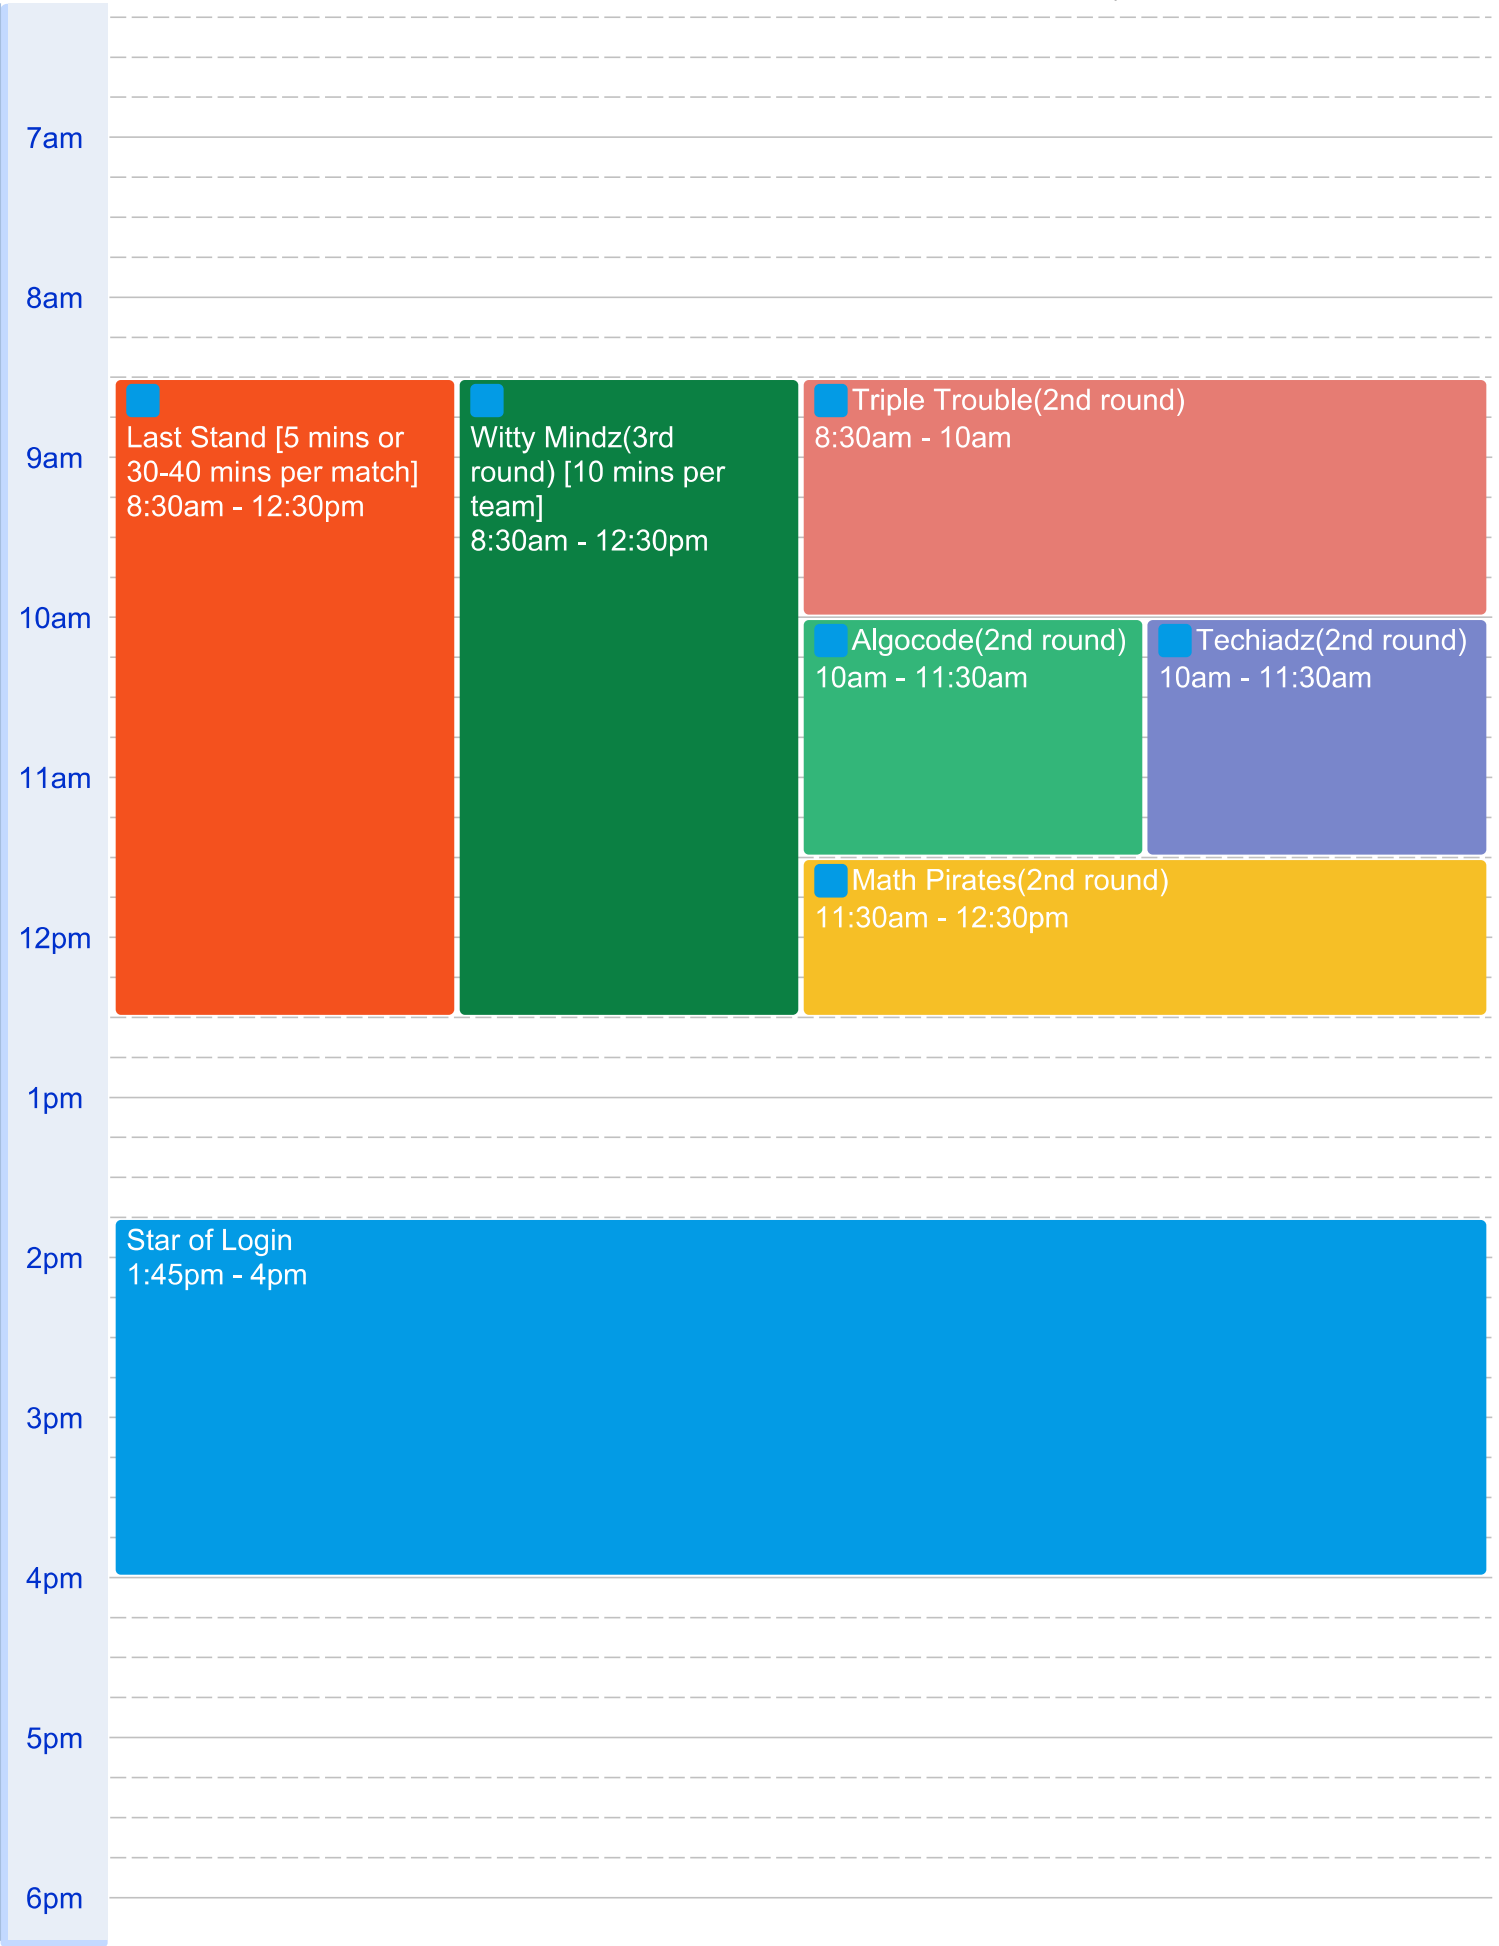 7am
8am
9am
10am
11am
12pm
1pm
2pm
3pm
4pm
5pm
6pm
Last Stand [5 mins or
30-40 mins per match]
8:30am - 12:30pm
Witty Mindz(3rd
round) [10 mins per
team]
8:30am - 12:30pm
Triple Trouble(2nd round)
8:30am - 10am
Algocode(2nd round)
10am - 11:30am
Techiadz(2nd round)
10am - 11:30am
Math Pirates(2nd round)
11:30am - 12:30pm
Star of Login
1:45pm - 4pm